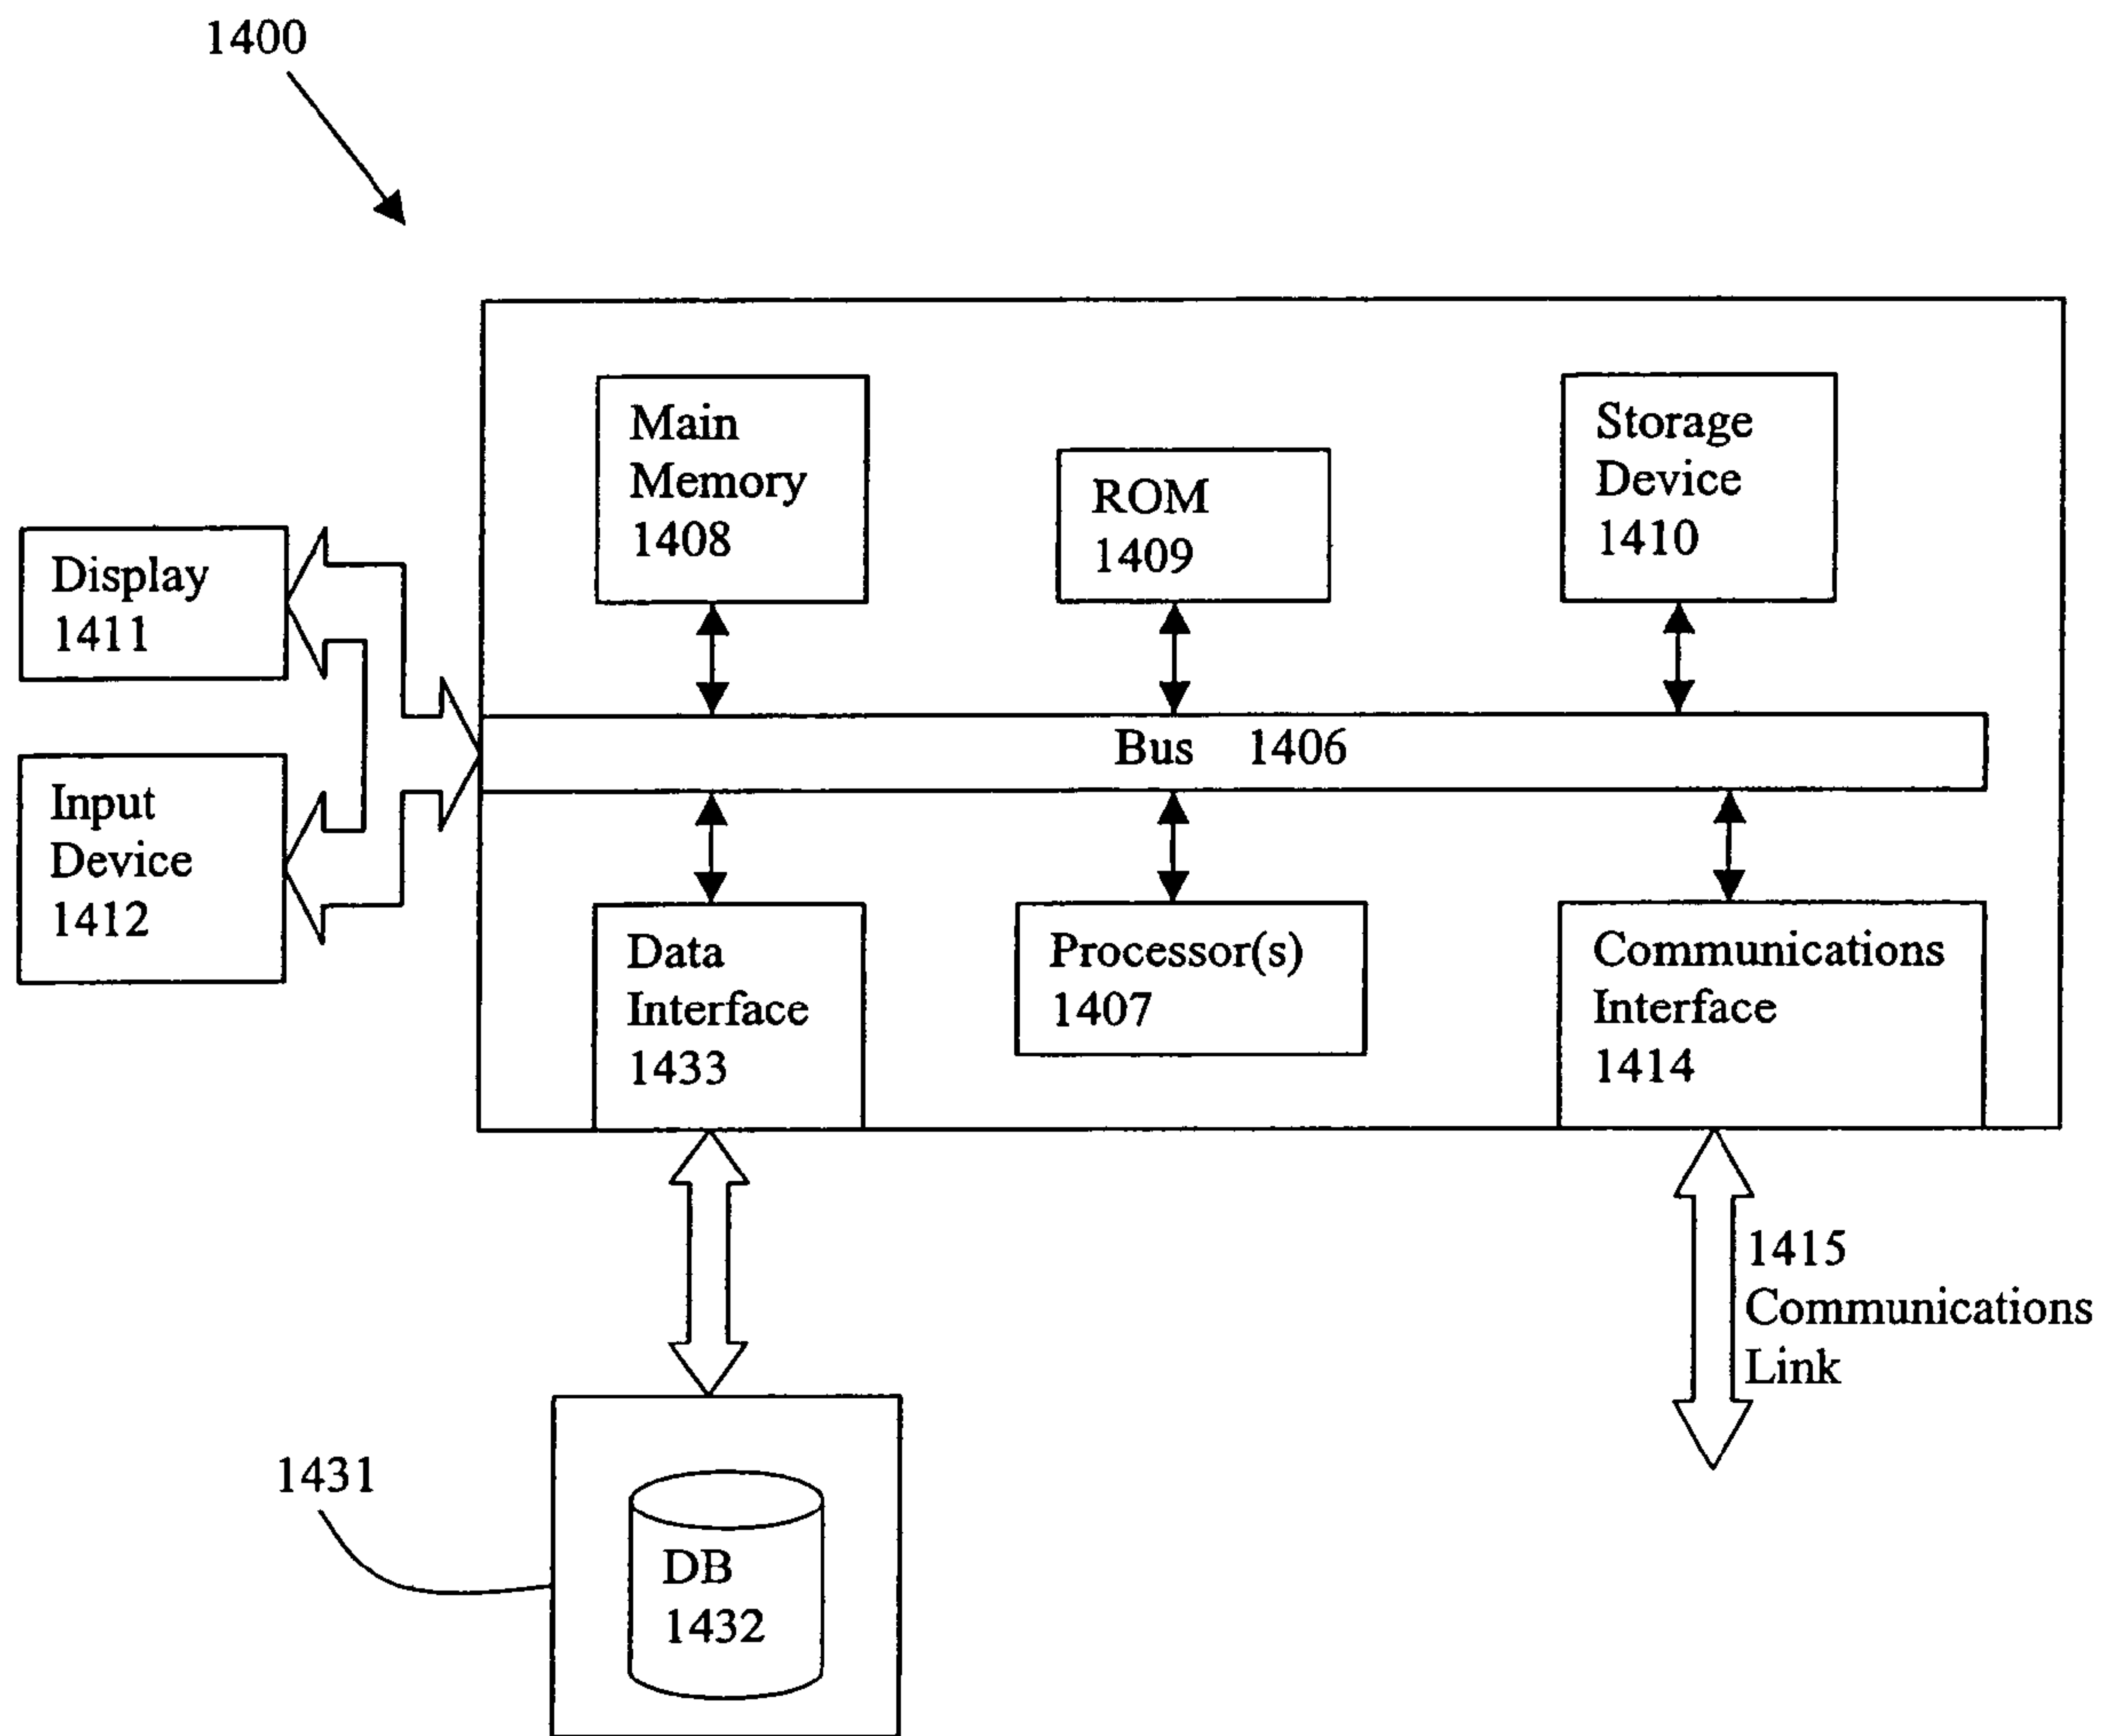 1400
Main
Memory
1408
ROM
1409
Storage
Device
1410
Display
1411
Bus 1406
Input
Device
1412
Data
Interface
1433
Processor(s)
1407
Communications
Interface
1414
1415
Communications
Link
1431
DB
1432